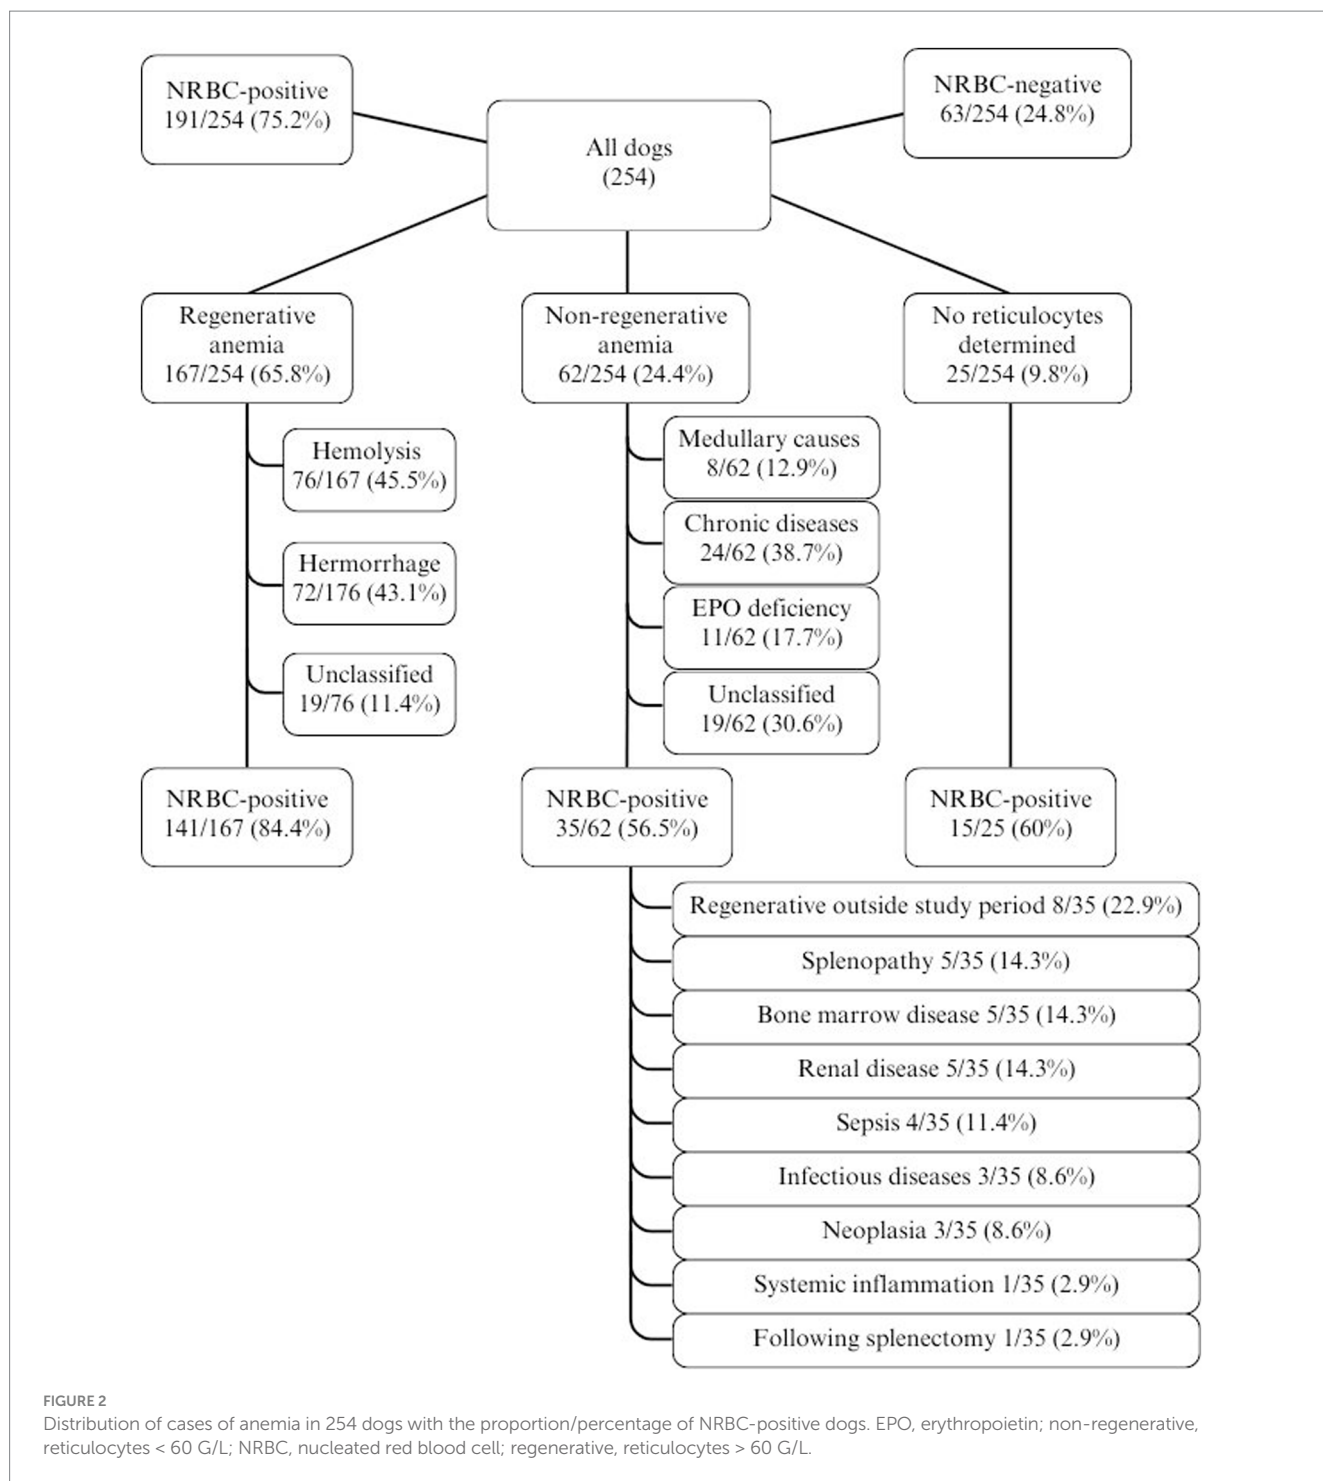 NRBC-positive
191/254 (75.2%)
NRBC-negative
63/254 (24.8%)
All dogs
(254)
Regenerative
anemia
167/254 (65.8%)
Non-regenerative
anemia
62/254 (24.4%)
No reticulocytes
determined
25/254 (9.8%)
Hemolysis
76/167 (45.5%)
Hermorrhage
72/176 (43.1%)
Unclassified
19/76 (11.4%)
Medullary causes
8/62 (12.9%)
Chronic diseases
24/62 (38.7%)
EPO deficiency
11/62 (17.7%)
Unclassified
19/62 (30.6%)
NRBC-positive
141/167 (84.4%)
NRBC-positive
35/62 (56.5%)
NRBC-positive
15/25 (60%)
Regenerative outside study period 8/35 (22.9%)
Splenopathy 5/35 (14.3%)
Bone marrow disease 5/35 (14.3%)
Renal disease 5/35 (14.3%)
Sepsis 4/35 (11.4%)
Infectious diseases 3/35 (8.6%)
Neoplasia 3/35 (8.6%)
Systemic inflammation 1/35 (2.9%)
Following splenectomy 1/35 (2.9%)
FIGURE 2
Distribution of cases of anemia in 254 dogs with the proportion/percentage of NRBC-positive dogs. EPO, erythropoietin; non-regenerative,
reticulocytes < 60 G/L; NRBC, nucleated red blood cell; regenerative, reticulocytes > 60 G/L.